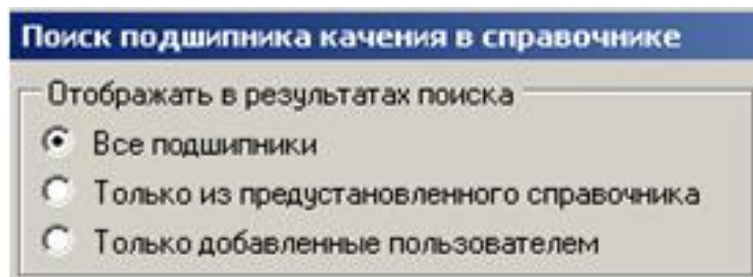 Поиск подшипника качения в справочнике
Отображать в результатах поиска
Все подшипники
Только из предустановленного справочника
Только добавленные пользователем